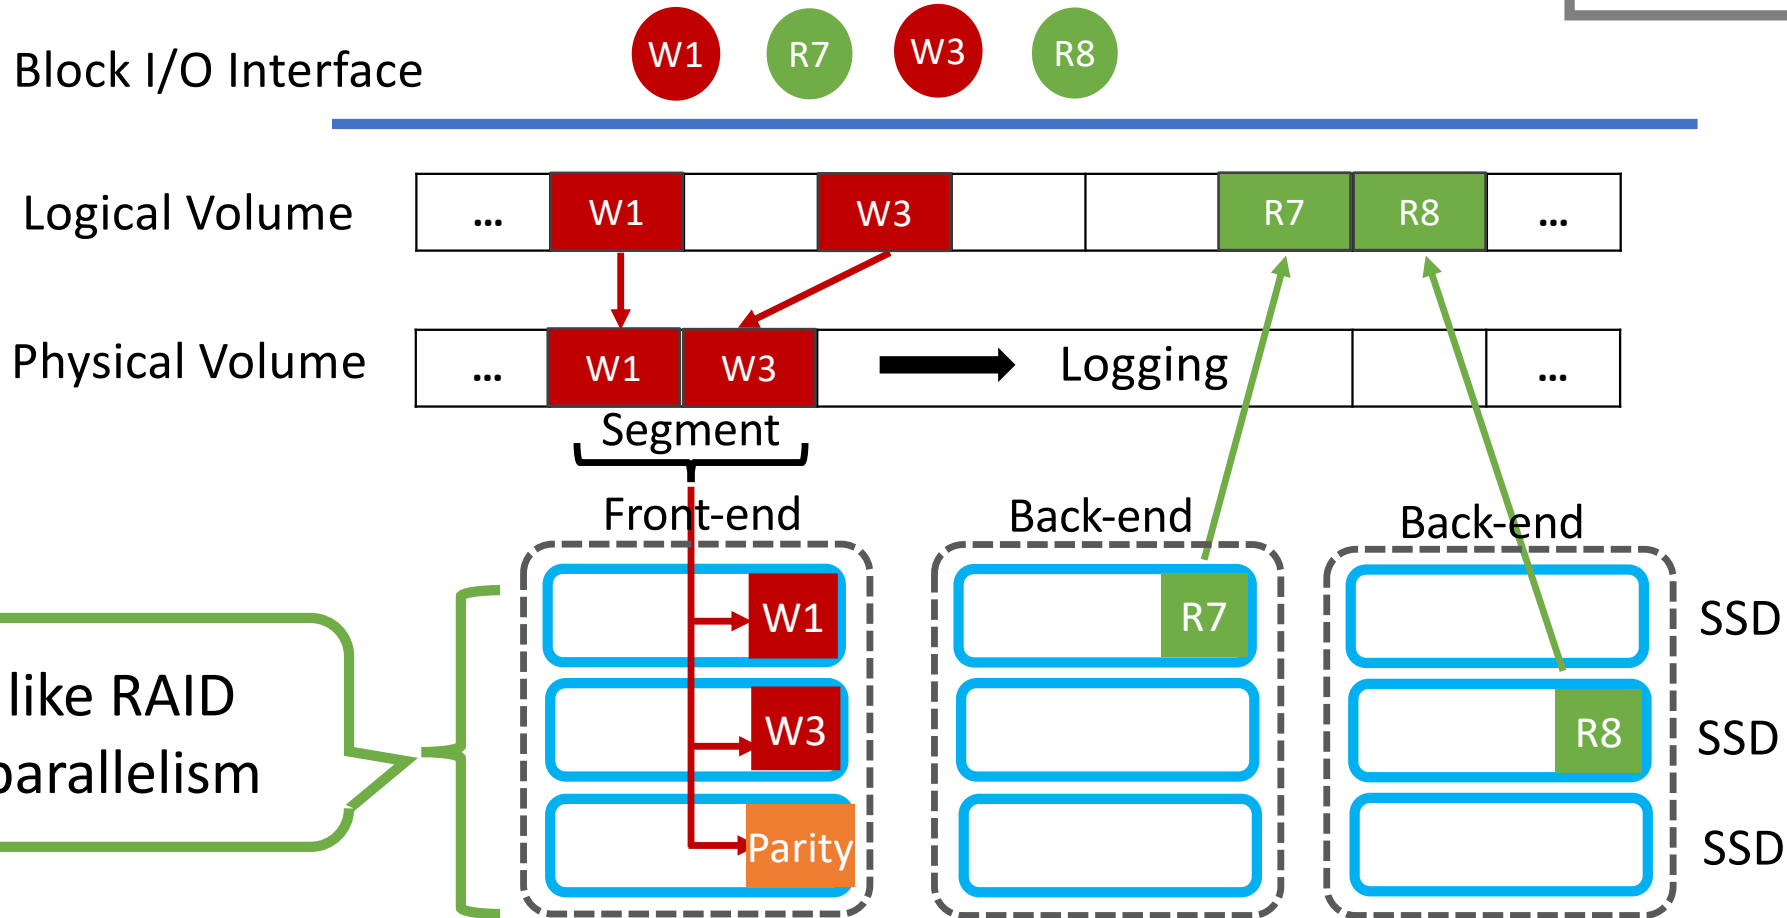 Block I/O Interface
W1 R7 W3 R8
Logical Volume
... W1 W3 R7 R8 ...
Physical Volume
... W1 W3 Logging ...
Segment
Front-end Back-end Back-end
W1 R7 SSD
like RAID
parallelism
W3 R8 SSD
Parity SSD